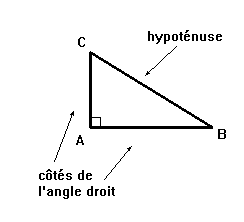 C
hypoténuse
A
B
côtés de
l'angle droit